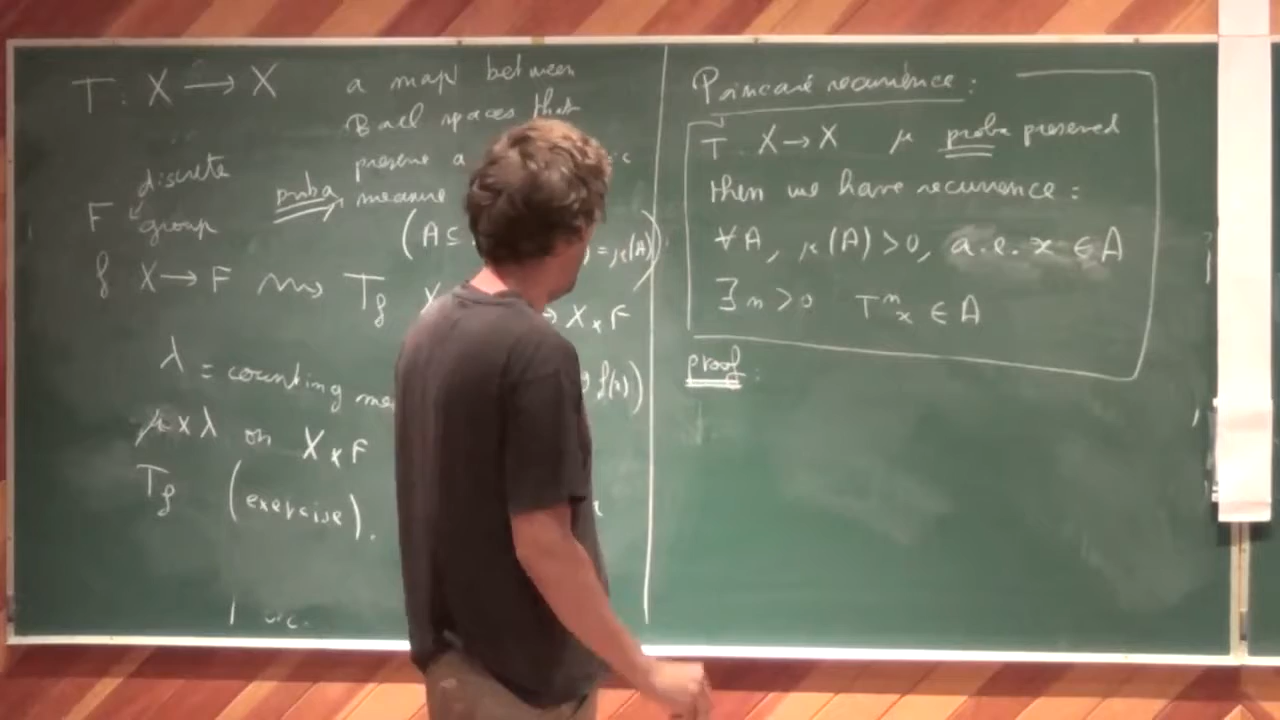 T : X → X a map between
Borel spaces that
preserve a
discrete
proba measure
F group
(A ⊆ ) = μ(A))
f X → F ⇝ T_f X → X × F
λ = counting g f(x))
μ × λ on X × F
T_f (exercise).
Poincaré recurrence :
T X → X μ proba preserved
then we have recurrence :
∀A, μ(A) > 0, a.e. x ∈ A
∃ n > 0 T^n x ∈ A
proof :